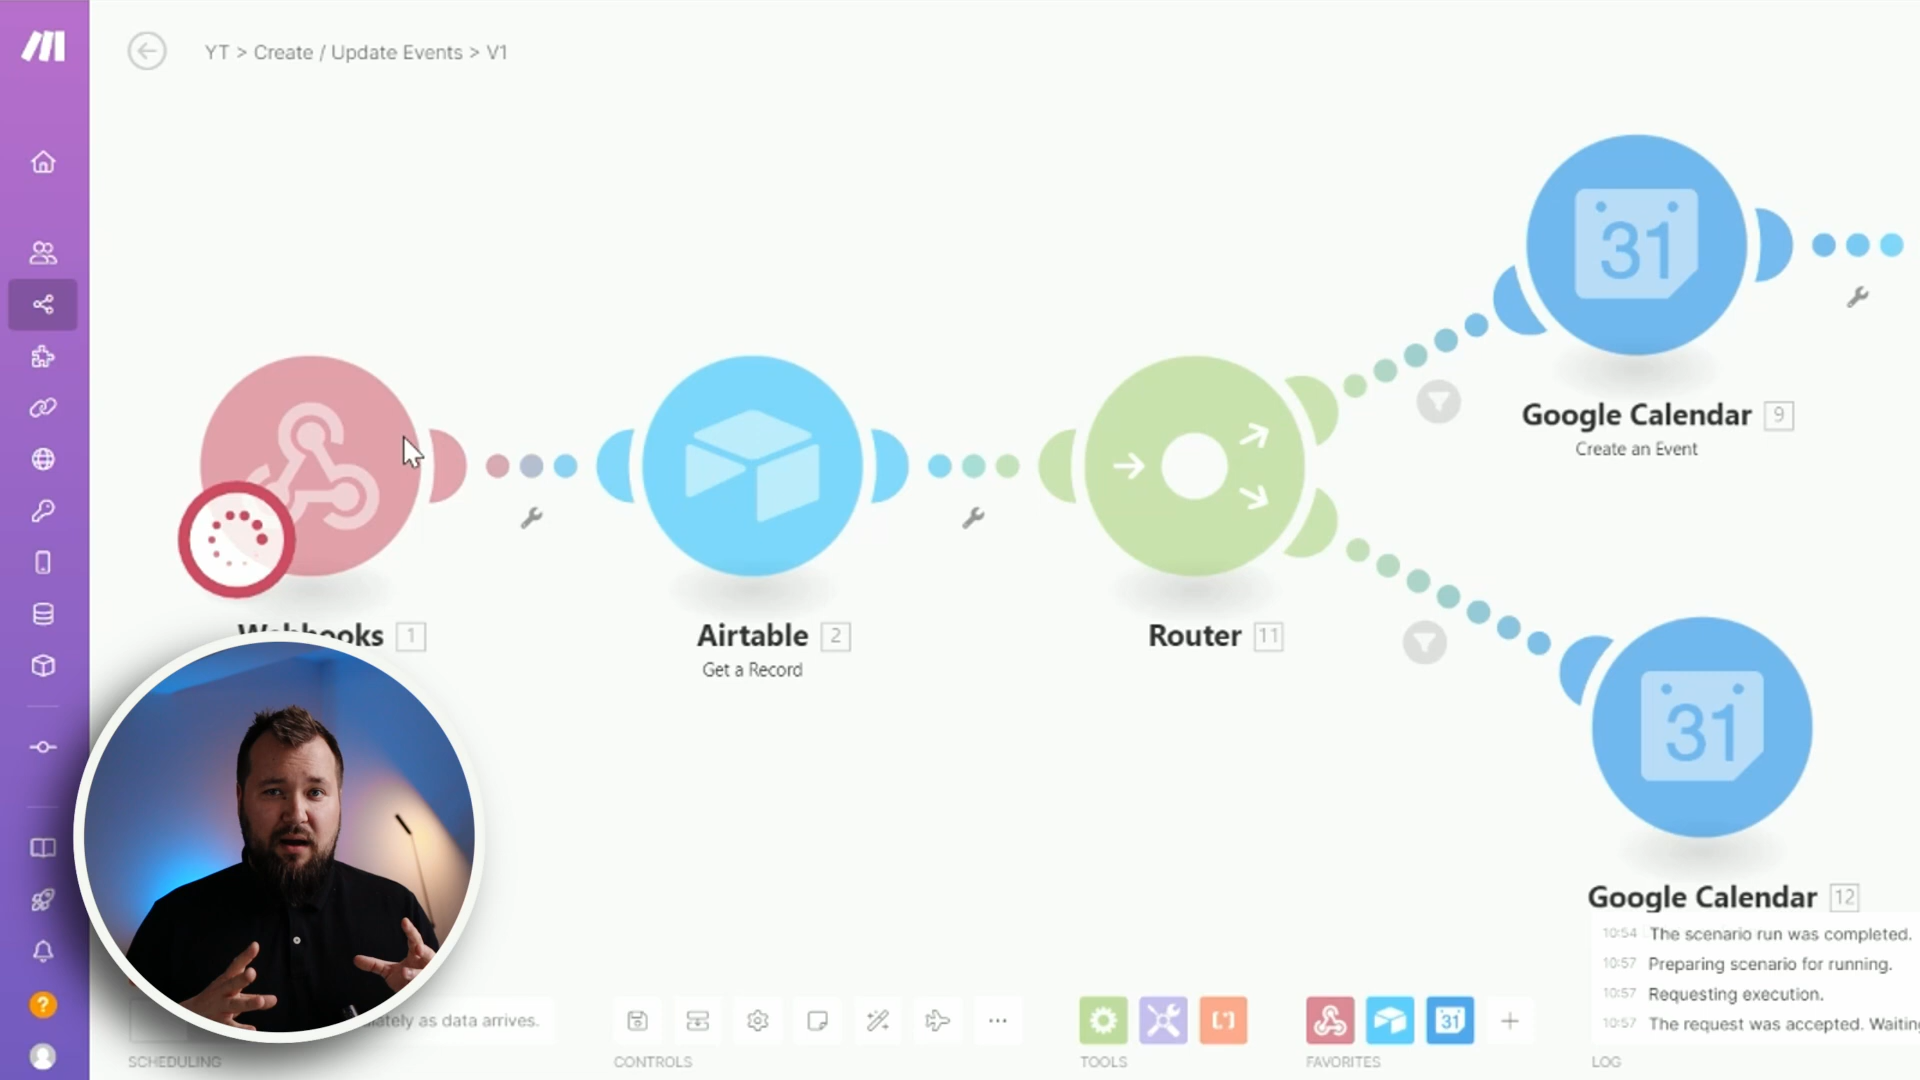 YT > Create / Update Events > V1
31
Google Calendar 9
Create an Event
Webhooks 1
Airtable 2
Get a Record
Router 11
31
Google Calendar 12
10:54 The scenario run was completed.
10:57 Preparing scenario for running.
10:57 Requesting execution.
10:57 The request was accepted. Waiting
as data arrives.
31
SCHEDULING
CONTROLS
TOOLS
FAVORITES
LOG
?